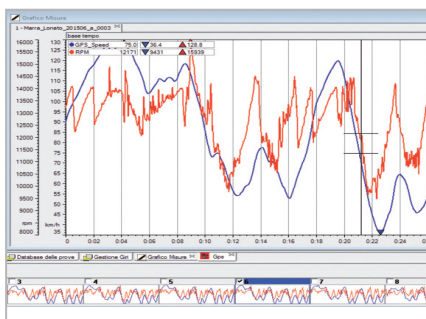 Grafico Misure
1 - Marra_Lonato_201506_a_0003
base tempo
GPS_Speed 75.0 36.4 128.8
RPM 12171 9431 15939
16000 130
15500 125
15000 120
14500 115
14000 110
13500 105
13000 100
12500 95
12000 90
11500 85
11000 80
10500 75
10000 70
9500 65
9000 60
8500 55
8000 50
45
rpm 40
km/h 35
0 0:02 0:04 0:06 0:08 0:10 0:12 0:14 0:16 0:18 0:20 0:22 0:24
Database delle prove Gestione Giri Grafico Misure Gps
3 4 5 6 7 8